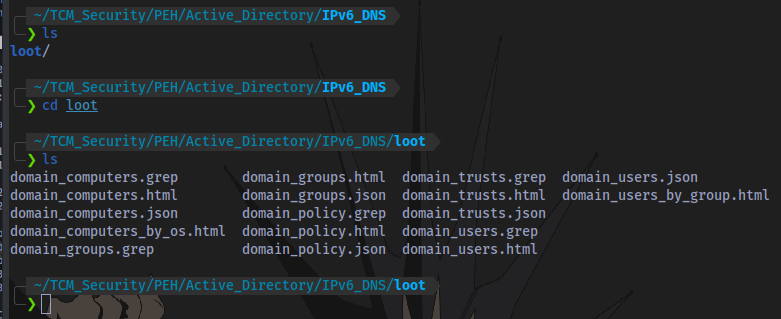 ~/TCM_Security/PEH/Active_Directory/IPv6_DNS
❯ ls
loot/
~/TCM_Security/PEH/Active_Directory/IPv6_DNS
❯ cd loot
~/TCM_Security/PEH/Active_Directory/IPv6_DNS/loot
❯ ls
domain_computers.grep domain_groups.html domain_trusts.grep domain_users.json
domain_computers.html domain_groups.json domain_trusts.html domain_users_by_group.html
domain_computers.json domain_policy.grep domain_trusts.json
domain_computers_by_os.html domain_policy.html domain_users.grep
domain_groups.grep domain_policy.json domain_users.html
~/TCM_Security/PEH/Active_Directory/IPv6_DNS/loot
❯